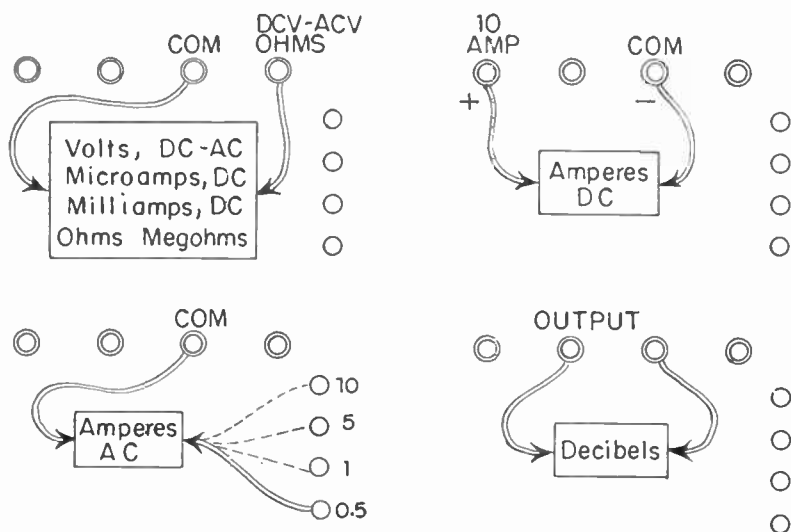 COM
DCV-ACV
OHMS
Volts, DC-AC
Microamps, DC
Milliamps, DC
Ohms Megohms
10
AMP
COM
+
−
Amperes
DC
COM
Amperes
AC
10
5
1
0.5
OUTPUT
Decibels